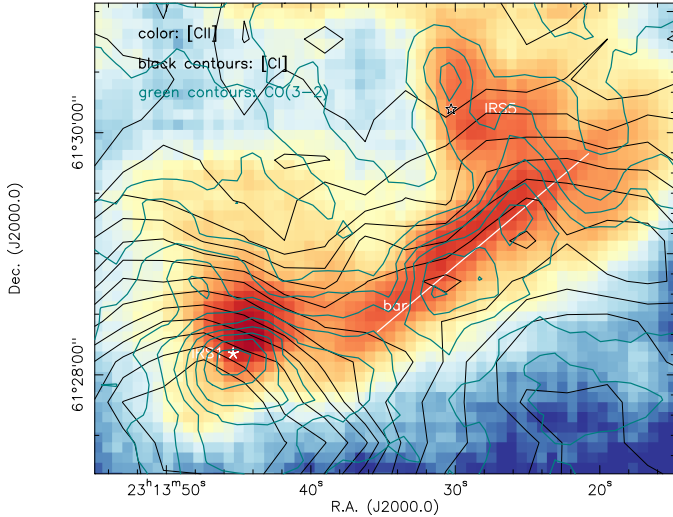 color: [CII]
black contours: [CI]
green contours: CO(3−2)
IRS5
61°30'00"
Dec. (J2000.0)
bar
61°28'00"
23ʰ13ᵐ50ˢ
40ˢ
30ˢ
20ˢ
R.A. (J2000.0)